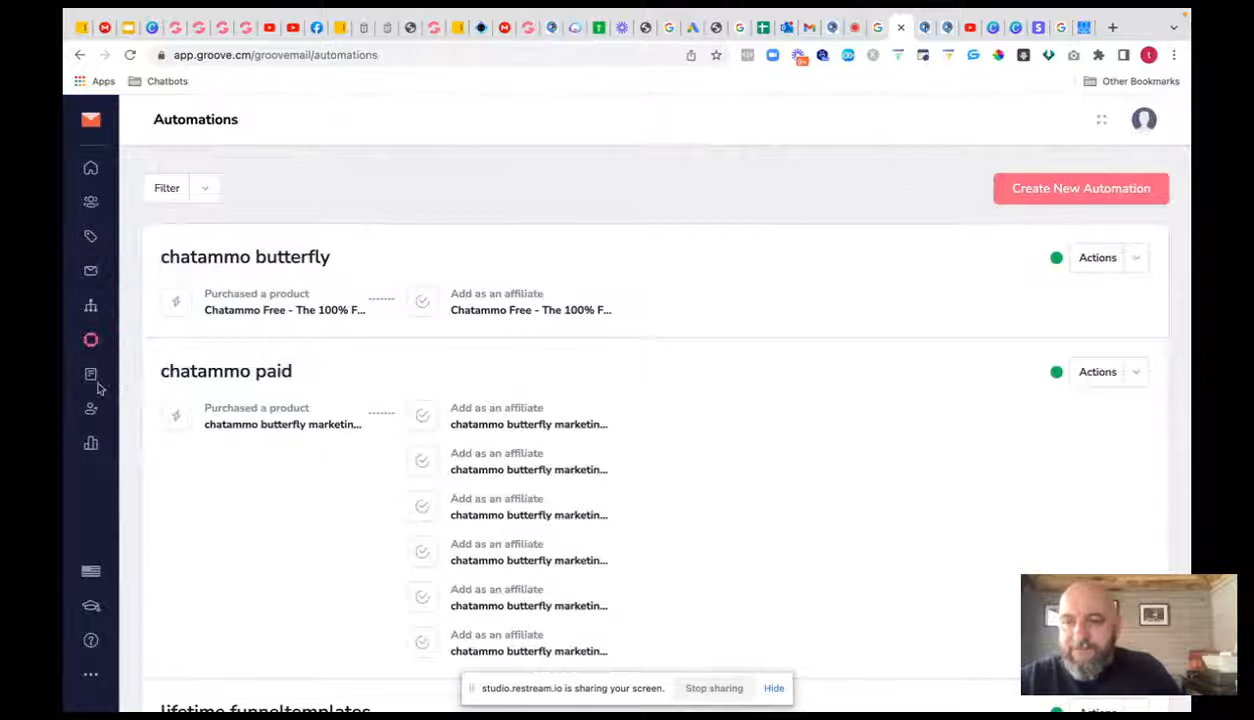 app.groove.cm/groovemail/automations
9+
t
Apps
Chatbots
Other Bookmarks
Automations
Filter
Create New Automation
chatammo butterfly
Actions
Purchased a product
Chatammo Free - The 100% F...
Add as an affiliate
Chatammo Free - The 100% F...
chatammo paid
Actions
Purchased a product
chatammo butterfly marketin...
Add as an affiliate
chatammo butterfly marketin...
Add as an affiliate
chatammo butterfly marketin...
Add as an affiliate
chatammo butterfly marketin...
Add as an affiliate
chatammo butterfly marketin...
Add as an affiliate
chatammo butterfly marketin...
Add as an affiliate
chatammo butterfly marketin...
studio.restream.io is sharing your screen.
Stop sharing
Hide
lifetime funneltemplates
Actions